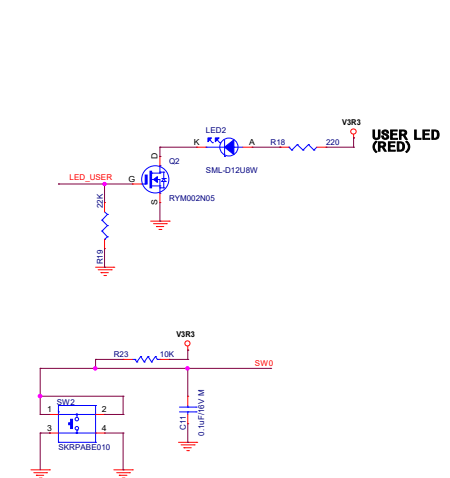 V3R3
LED2
K
A
R18
220
USER LED
(RED)
D
Q2
SML-D12U8W
LED_USER
G
S
RYM002N05
22K
R19
V3R3
R23
10K
SW0
SW2
1
2
3
4
SKRPABE010
C11
0.1uF/16V M